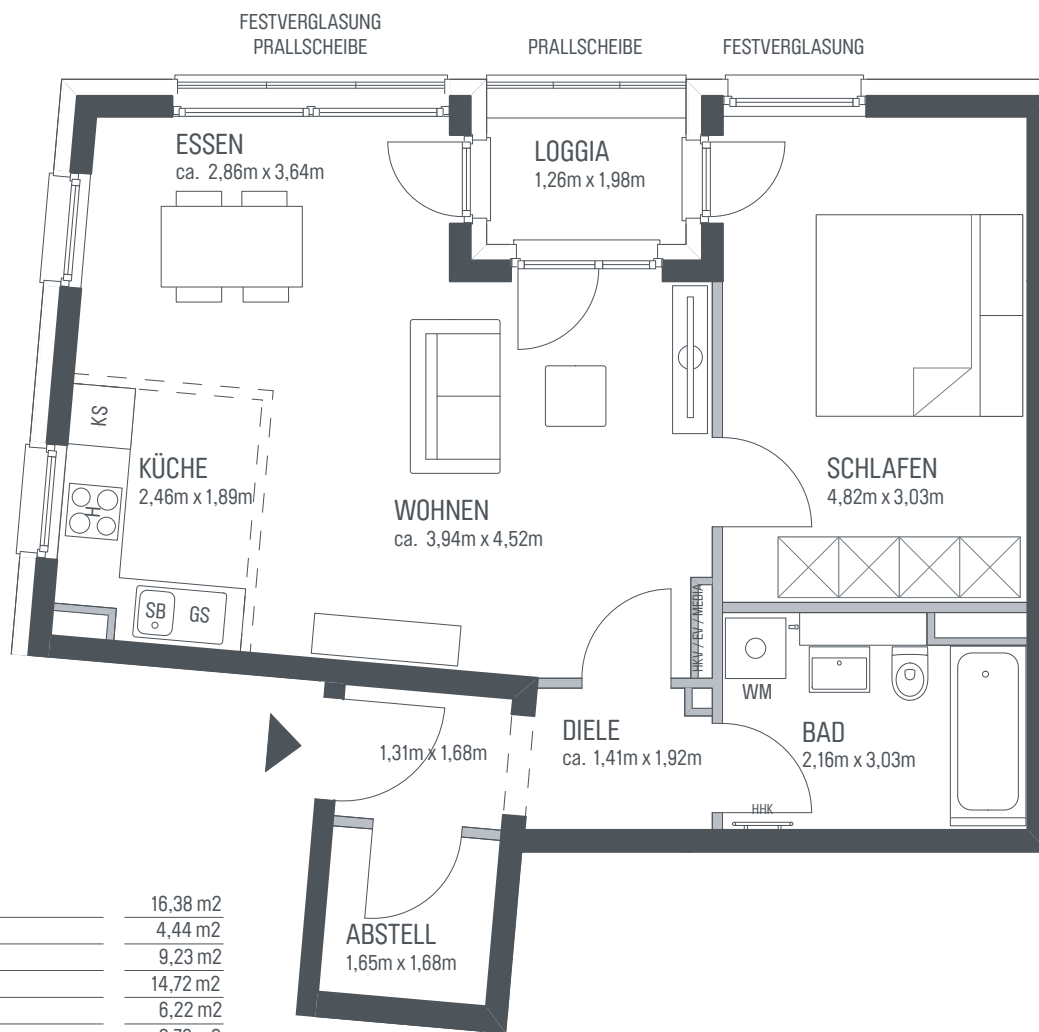 FESTVERGLASUNG
PRALLSCHEIBE
PRALLSCHEIBE
FESTVERGLASUNG
ESSEN
ca. 2,86m x 3,64m
LOGGIA
1,26m x 1,98m
KS
KÜCHE
2,46m x 1,89m
H
WOHNEN
ca. 3,94m x 4,52m
SCHLAFEN
4,82m x 3,03m
SB
GS
HKV / EV / MEDIA
WM
DIELE
ca. 1,41m x 1,92m
BAD
2,16m x 3,03m
1,31m x 1,68m
HHK
ABSTELL
1,65m x 1,68m
16,38 m2
4,44 m2
9,23 m2
14,72 m2
6,22 m2